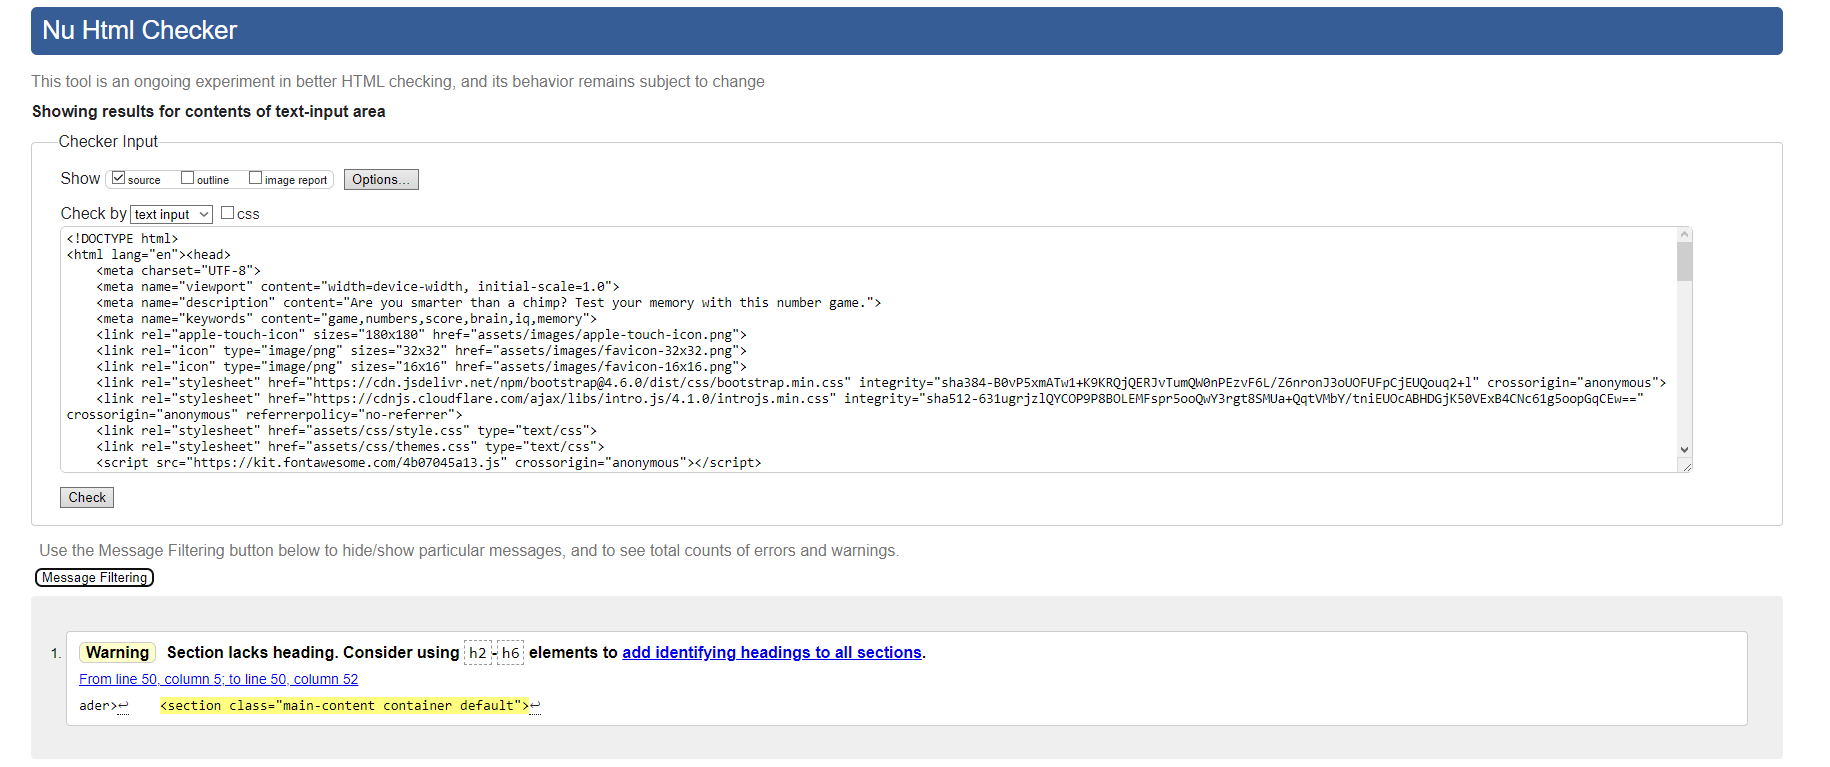 Nu Html Checker
This tool is an ongoing experiment in better HTML checking, and its behavior remains subject to change
Showing results for contents of text-input area
Checker Input
Show source outline image report Options...
Check by text input css
<!DOCTYPE html>
<html lang="en"><head>
    <meta charset="UTF-8">
    <meta name="viewport" content="width=device-width, initial-scale=1.0">
    <meta name="description" content="Are you smarter than a chimp? Test your memory with this number game.">
    <meta name="keywords" content="game,numbers,score,brain,iq,memory">
    <link rel="apple-touch-icon" sizes="180x180" href="assets/images/apple-touch-icon.png">
    <link rel="icon" type="image/png" sizes="32x32" href="assets/images/favicon-32x32.png">
    <link rel="icon" type="image/png" sizes="16x16" href="assets/images/favicon-16x16.png">
    <link rel="stylesheet" href="https://cdn.jsdelivr.net/npm/bootstrap@4.6.0/dist/css/bootstrap.min.css" integrity="sha384-B0vP5xmATw1+K9KRQjQERJvTumQW0nPEzvF6L/Z6nronJ3oUOFUFpCjEUQouq2+l" crossorigin="anonymous">
    <link rel="stylesheet" href="https://cdnjs.cloudflare.com/ajax/libs/intro.js/4.1.0/introjs.min.css" integrity="sha512-631ugrjzlQYCOP9P8BOLEMFspr5ooQwY3rgt8SMUa+QqtVMbY/tniEUOcABHDGjK50VExB4CNc61g5oopGqCEw=="
crossorigin="anonymous" referrerpolicy="no-referrer">
    <link rel="stylesheet" href="assets/css/style.css" type="text/css">
    <link rel="stylesheet" href="assets/css/themes.css" type="text/css">
    <script src="https://kit.fontawesome.com/4b07045a13.js" crossorigin="anonymous"></script>
Check
Use the Message Filtering button below to hide/show particular messages, and to see total counts of errors and warnings.
Message Filtering
1. Warning Section lacks heading. Consider using h2-h6 elements to add identifying headings to all sections.
From line 50, column 5; to line 50, column 52
ader>↩    <section class="main-content container default">↩